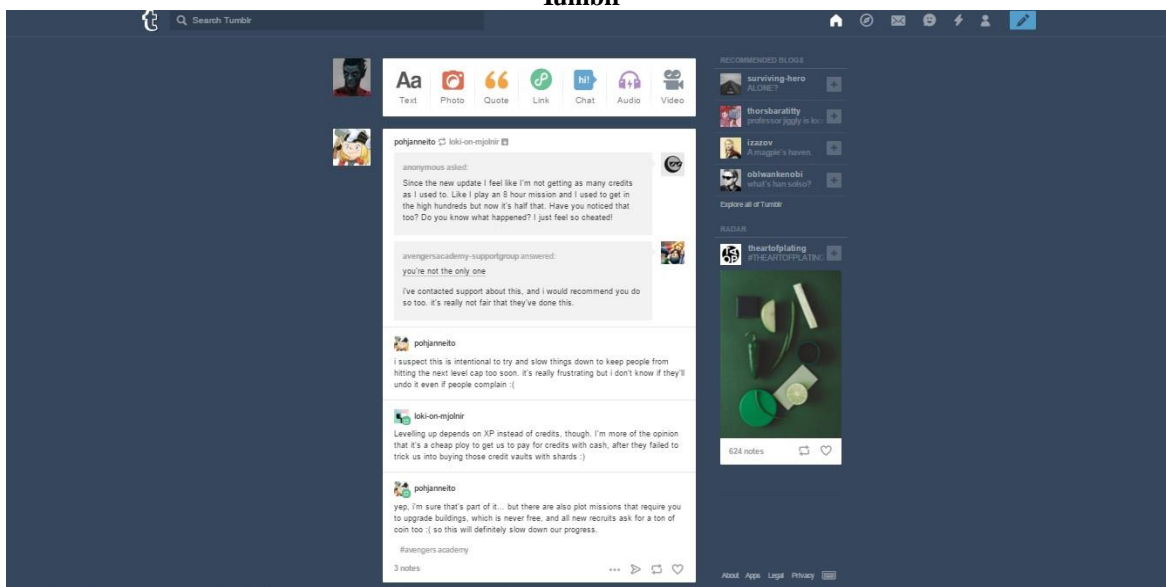 Search Tumblr
Aa
hi!
Text Photo Quote Link Chat Audio Video
pohjanneito loki-on-mjolnir
anonymous asked:
Since the new update I feel like I'm not getting as many credits
as I used to. Like I play an 8 hour mission and I used to get in
the high hundreds but now it's half that. Have you noticed that
too? Do you know what happened? I just feel so cheated!
avengersacademy-supportgroup answered:
you're not the only one
i've contacted support about this, and i would recommend you do
so too. it's really not fair that they've done this.
pohjanneito
i suspect this is intentional to try and slow things down to keep people from
hitting the next level cap too soon. it's really frustrating but i don't know if they'll
undo it even if people complain :(
loki-on-mjolnir
Levelling up depends on XP instead of credits, though. I'm more of the opinion
that it's a cheap ploy to get us to pay for credits with cash, after they failed to
trick us into buying those credit vaults with shards :)
pohjanneito
yep, i'm sure that's part of it... but there are also plot missions that require you
to upgrade buildings, which is never free, and all new recruits ask for a ton of
coin too :( so this will definitely slow down our progress.
#avengers academy
3 notes
RECOMMENDED BLOGS
surviving-hero
ALONE?
thorsbaratitty
professor jiggly is
izazov
A magpie's haven.
oblwankenobi
what's han solso?
Explore all of Tumblr
RADAR
theartofplating
#THEARTOFPLATING
624 notes
About Apps Legal Privacy